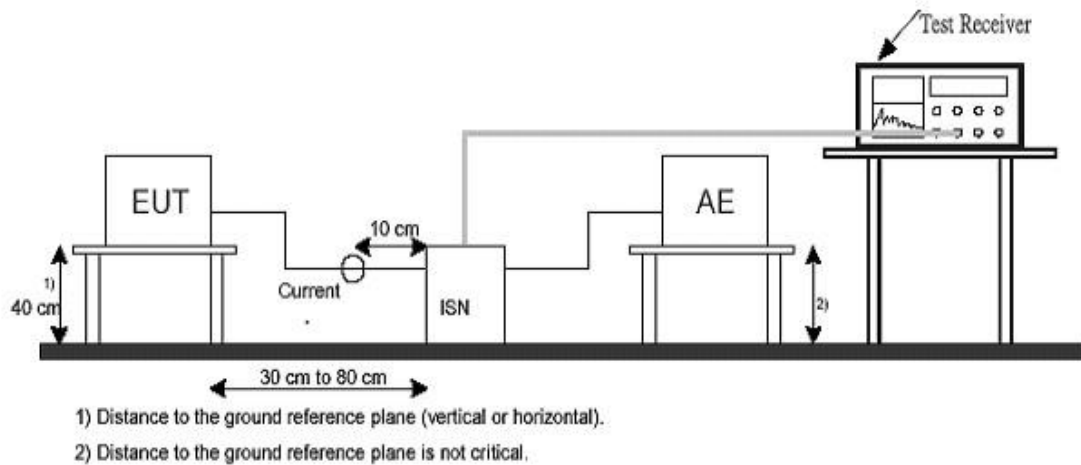 Test Receiver
EUT
AE
10 cm
1)
40 cm
Current
ISN
2)
30 cm to 80 cm
1) Distance to the ground reference plane (vertical or horizontal).
2) Distance to the ground reference plane is not critical.